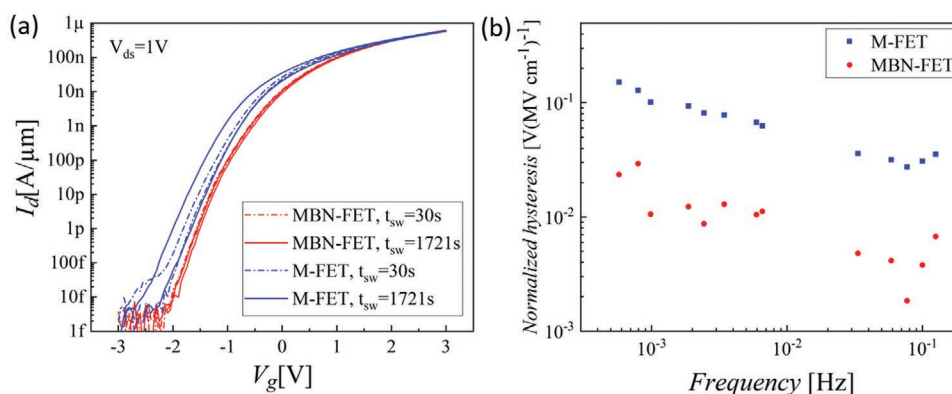 (a)
V_ds=1V
1μ
100n
10n
1n
100p
10p
1p
100f
10f
1f
I_d[A/μm]
MBN-FET, t_sw=30s
MBN-FET, t_sw=1721s
M-FET, t_sw=30s
M-FET, t_sw=1721s
-3 -2 -1 0 1 2 3
V_g[V]
(b)
M-FET
MBN-FET
10^-1
10^-2
10^-3
Normalized hysteresis [V(MV cm^-1)^-1]
10^-3 10^-2 10^-1
Frequency [Hz]